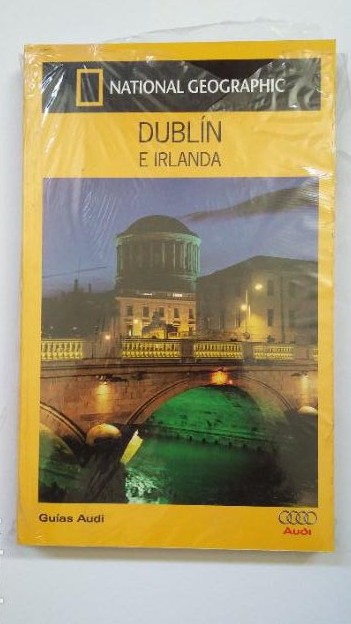 NATIONAL GEOGRAPHIC
DUBLÍN
E IRLANDA
Guías Audi
Audi